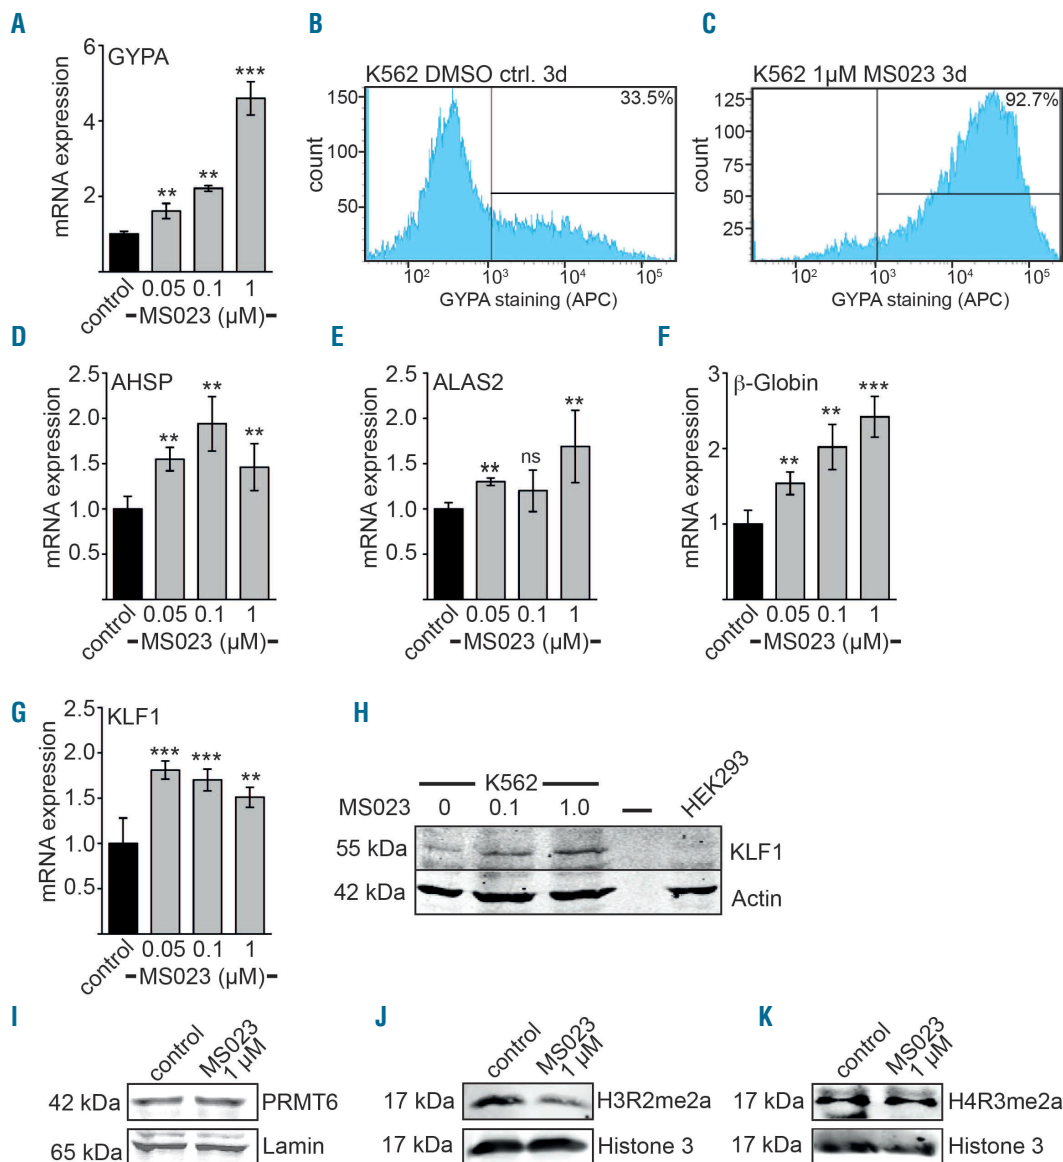 A
GYPA
mRNA expression
6
4
2
***
**
**
control
0.05 0.1 1
MS023 (µM)
B
K562 DMSO ctrl. 3d
33.5%
count
150
100
50
10² 10³ 10⁴ 10⁵
GYPA staining (APC)
C
K562 1µM MS023 3d
92.7%
count
125
100
75
50
25
10² 10³ 10⁴ 10⁵
GYPA staining (APC)
D
AHSP
mRNA expression
2.5
2.0
1.5
1.0
0.5
**
**
**
control
0.05 0.1 1
MS023 (µM)
E
ALAS2
mRNA expression
2.5
2.0
1.5
1.0
0.5
**
ns
**
control
0.05 0.1 1
MS023 (µM)
F
β-Globin
mRNA expression
3
2
1
**
**
***
control
0.05 0.1 1
MS023 (µM)
G
KLF1
mRNA expression
2.5
2.0
1.5
1.0
0.5
***
***
**
control
0.05 0.1 1
MS023 (µM)
H
K562
HEK293
MS023 0 0.1 1.0
55 kDa KLF1
42 kDa Actin
I
control MS023 1 µM
42 kDa PRMT6
65 kDa Lamin
J
control MS023 1 µM
17 kDa H3R2me2a
17 kDa Histone 3
K
control MS023 1 µM
17 kDa H4R3me2a
17 kDa Histone 3